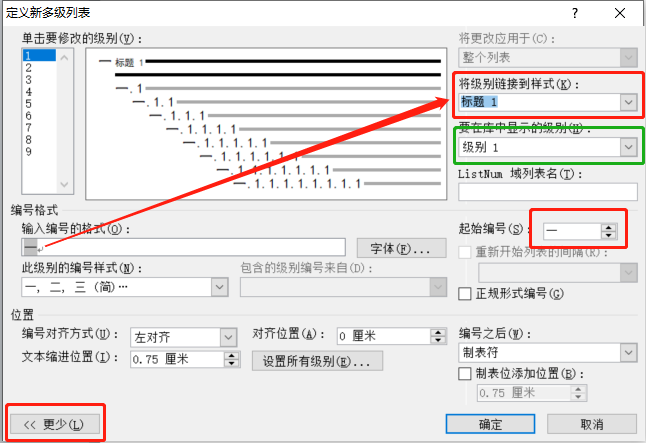 定义新多级列表
? ×
单击要修改的级别(V):
将更改应用于(C):
1
2
3
4
5
6
7
8
9
一 标题 1
一.1
一.1.1
一.1.1.1
一.1.1.1.1
一.1.1.1.1.1
一.1.1.1.1.1.1
一.1.1.1.1.1.1.1
一.1.1.1.1.1.1.1.1
整个列表
将级别链接到样式(K):
标题 1
要在库中显示的级别(H):
级别 1
ListNum 域列表名(T):
编号格式
输入编号的格式(O):
一
字体(F)...
起始编号(S): 一
重新开始列表的间隔(R):
此级别的编号样式(N):
包含的级别编号来自(D):
一, 二, 三 (简)…
正规形式编号(G)
位置
编号对齐方式(U): 左对齐
对齐位置(A): 0 厘米
编号之后(W):
制表符
文本缩进位置(I): 0.75 厘米
设置所有级别(E)...
制表位添加位置(B):
0.75 厘米
<< 更少(L)
确定
取消